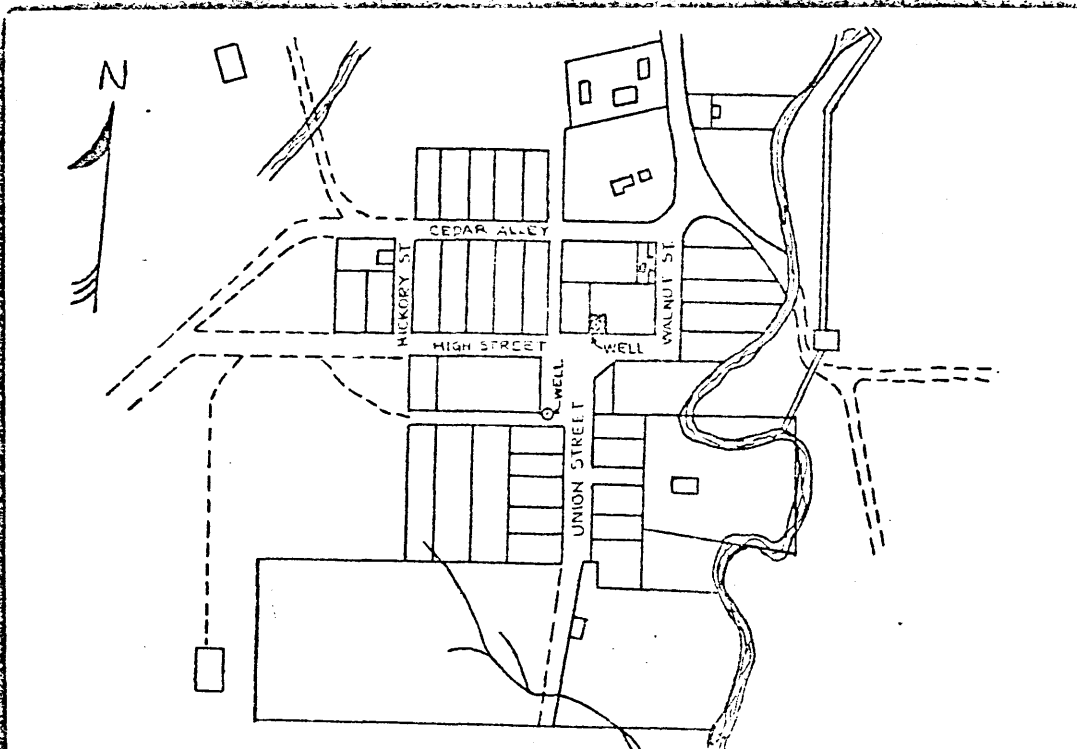 N
CEDAR ALLEY
HICKORY ST
WALNUT ST.
HIGH STREET
WELL
WELL
UNION STREET